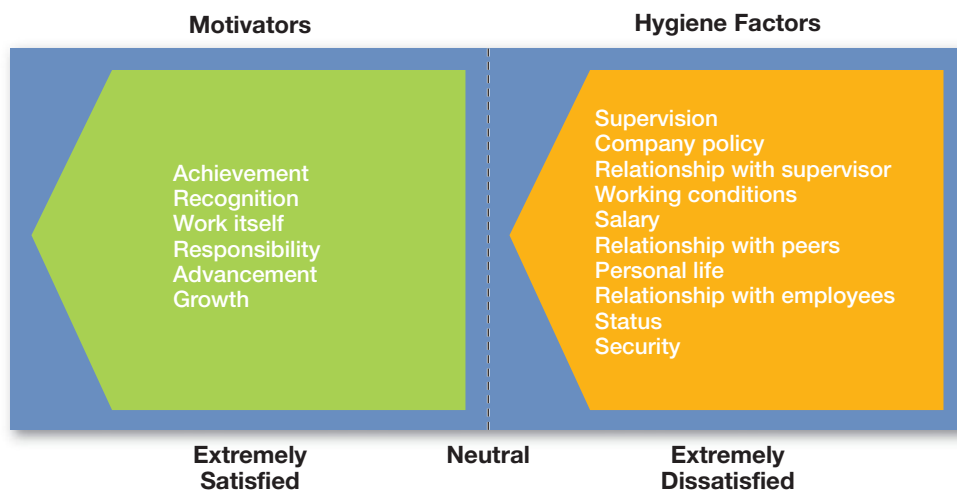 Motivators
Hygiene Factors
Achievement
Recognition
Work itself
Responsibility
Advancement
Growth
Supervision
Company policy
Relationship with supervisor
Working conditions
Salary
Relationship with peers
Personal life
Relationship with employees
Status
Security
Extremely
Satisfied
Neutral
Extremely
Dissatisfied